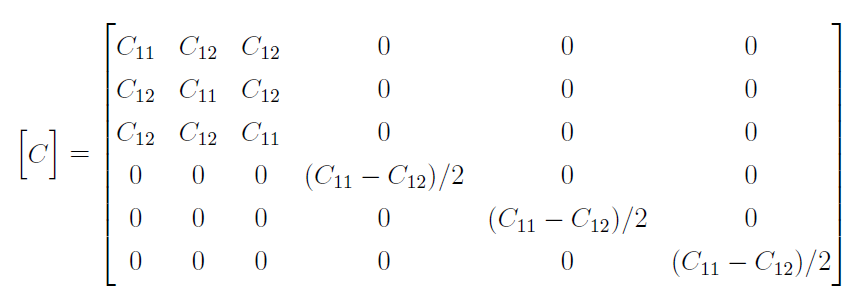 C11 C12 C12 0 0 0
C12 C11 C12 0 0 0
C12 C12 C11 0 0 0
[C] = 0 0 0 (C11 − C12)/2 0 0
0 0 0 0 (C11 − C12)/2 0
0 0 0 0 0 (C11 − C12)/2